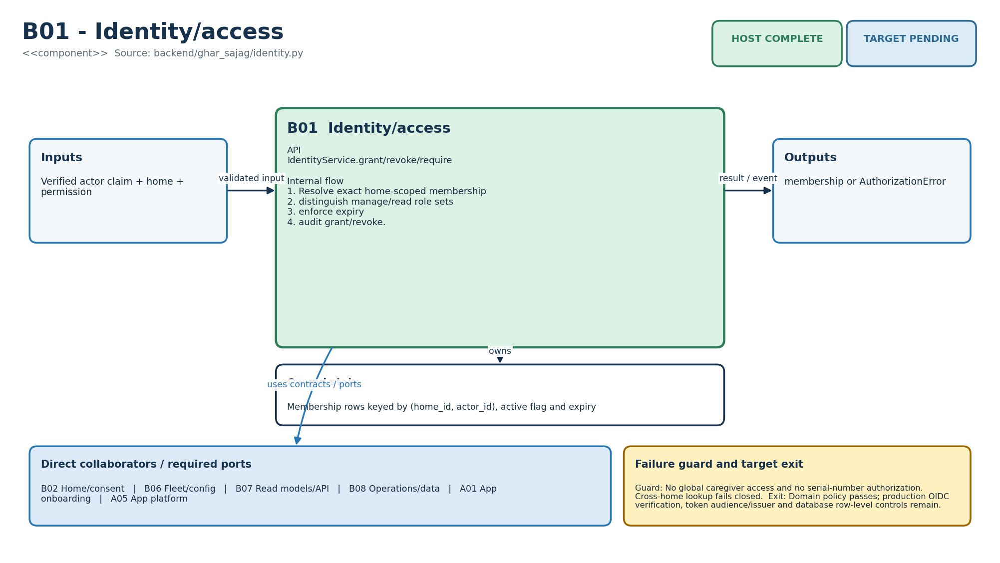 B01 - Identity/access
<<component>>  Source: backend/ghar_sajag/identity.py
HOST COMPLETE
TARGET PENDING
Inputs
Verified actor claim + home +
permission
validated input
B01  Identity/access
API
IdentityService.grant/revoke/require
Internal flow
1. Resolve exact home-scoped membership
2. distinguish manage/read role sets
3. enforce expiry
4. audit grant/revoke.
result / event
Outputs
membership or AuthorizationError
owns
uses contracts / ports
Membership rows keyed by (home_id, actor_id), active flag and expiry
Direct collaborators / required ports
B02 Home/consent   |   B06 Fleet/config   |   B07 Read models/API   |   B08 Operations/data   |   A01 App
onboarding   |   A05 App platform
Failure guard and target exit
Guard: No global caregiver access and no serial-number authorization.
Cross-home lookup fails closed.  Exit: Domain policy passes; production OIDC
verification, token audience/issuer and database row-level controls remain.